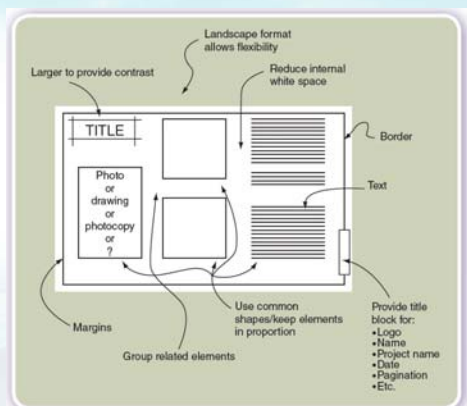 Landscape format
allows flexibility
Larger to provide contrast
Reduce internal
white space
TITLE
Border
Photo
or
drawing
or
photocopy
or
?
Text
Margins
Use common
shapes/keep elements
in proportion
Group related elements
Provide title
block for:
•Logo
•Name
•Project name
•Date
•Pagination
•Etc.